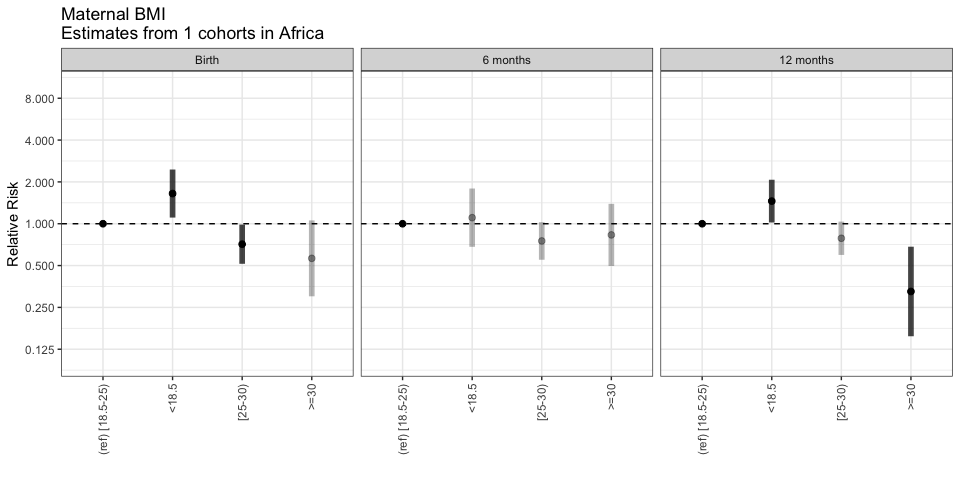 Maternal BMI
Estimates from 1 cohorts in Africa
Birth
6 months
12 months
Relative Risk
8.000
4.000
2.000
1.000
0.500
0.250
0.125
(ref) [18.5-25)
<18.5
[25-30)
>=30
(ref) [18.5-25)
<18.5
[25-30)
>=30
(ref) [18.5-25)
<18.5
[25-30)
>=30